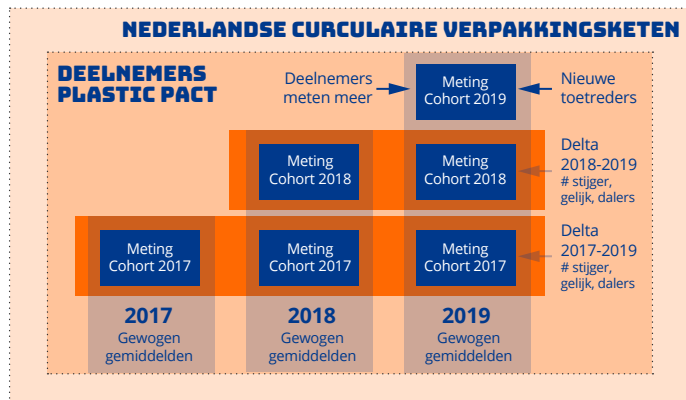 NEDERLANDSE CURCULAIRE VERPAKKINGSKETEN
DEELNEMERS
PLASTIC PACT
Deelnemers
meten meer
Meting
Cohort 2019
Nieuwe
toetreders
Meting
Cohort 2018
Meting
Cohort 2018
Delta
2018-2019
# stijger,
gelijk, dalers
Meting
Cohort 2017
Meting
Cohort 2017
Meting
Cohort 2017
Delta
2017-2019
# stijger,
gelijk, dalers
2017
Gewogen
gemiddelden
2018
Gewogen
gemiddelden
2019
Gewogen
gemiddelden